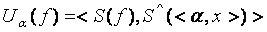 U_α(f) =< S(f), S^(< α, x >) >